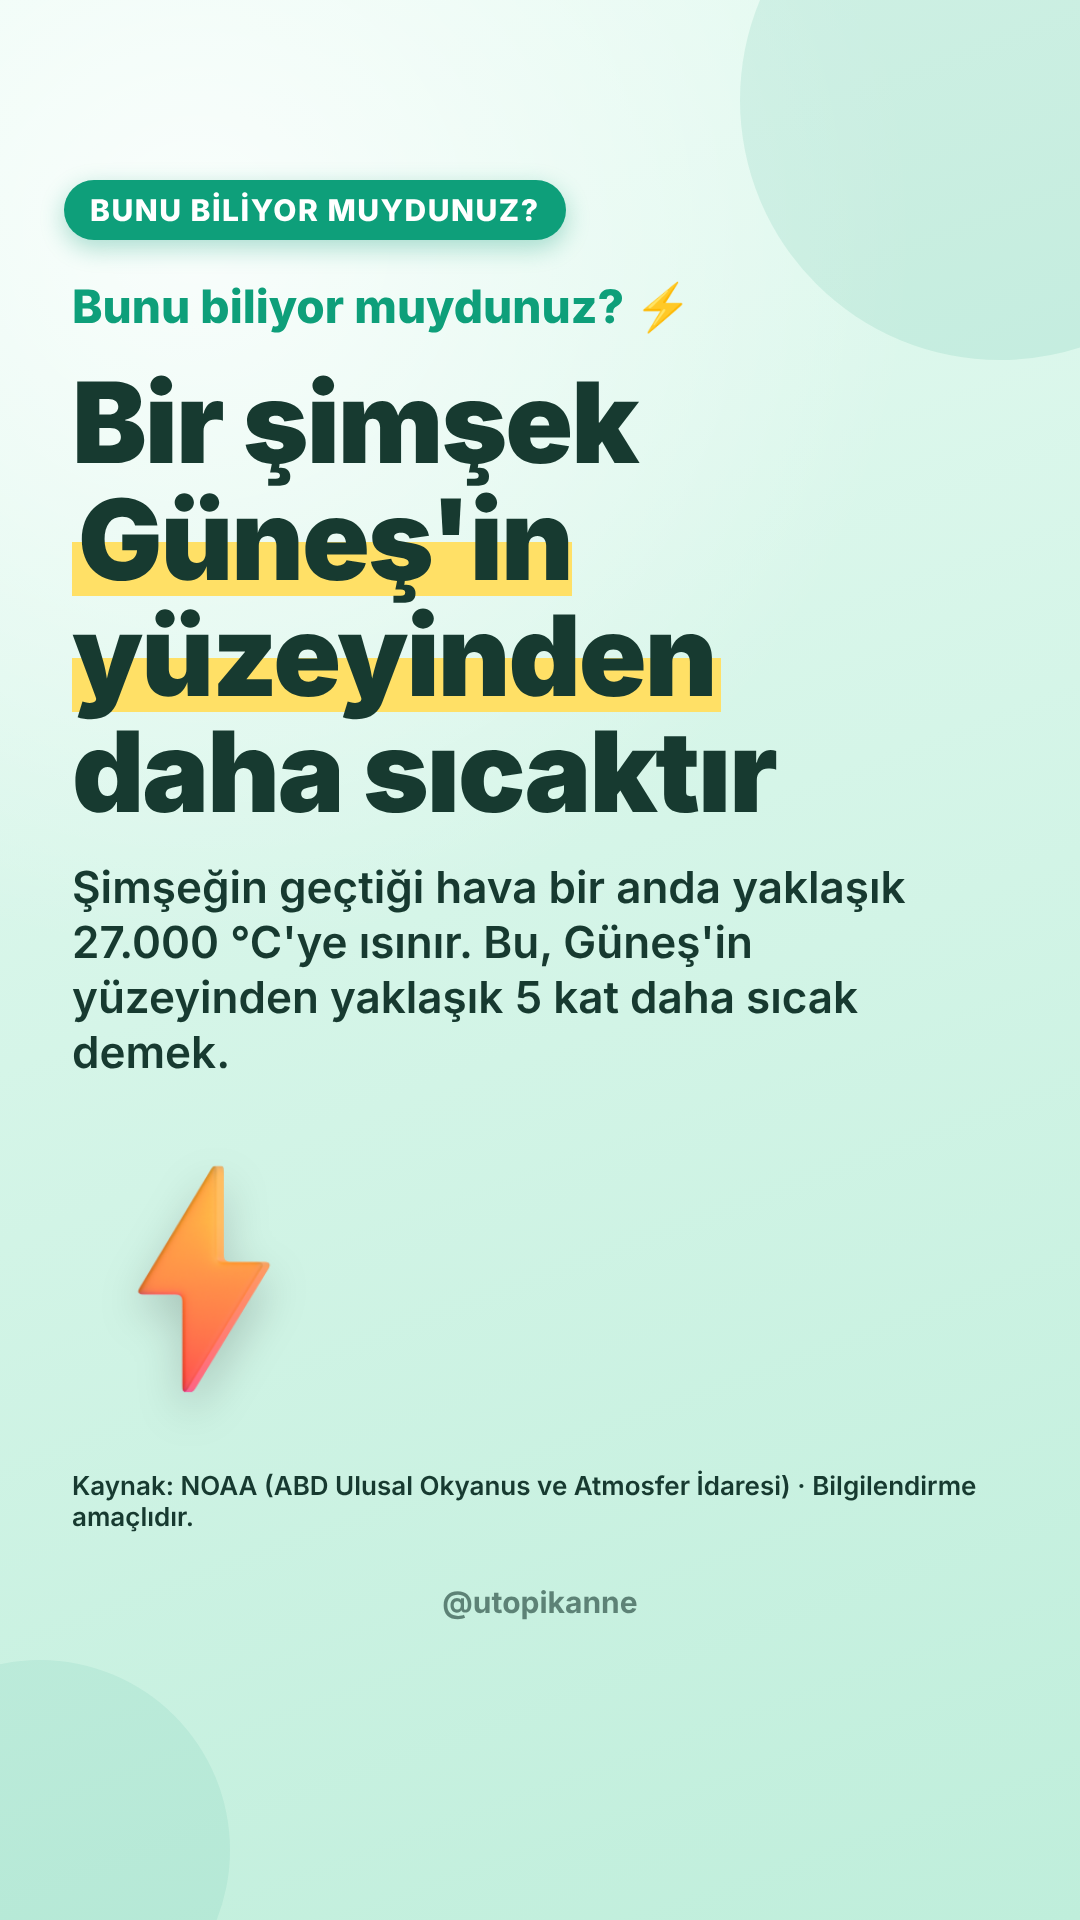 BUNU BİLİYOR MUYDUNUZ?
Bunu biliyor muydunuz? ⚡
Bir şimşek
Güneş'in
yüzeyinden
daha sıcaktır
Şimşeğin geçtiği hava bir anda yaklaşık
27.000 °C'ye ısınır. Bu, Güneş'in
yüzeyinden yaklaşık 5 kat daha sıcak
demek.
Kaynak: NOAA (ABD Ulusal Okyanus ve Atmosfer İdaresi) · Bilgilendirme
amaçlıdır.
@utopikanne